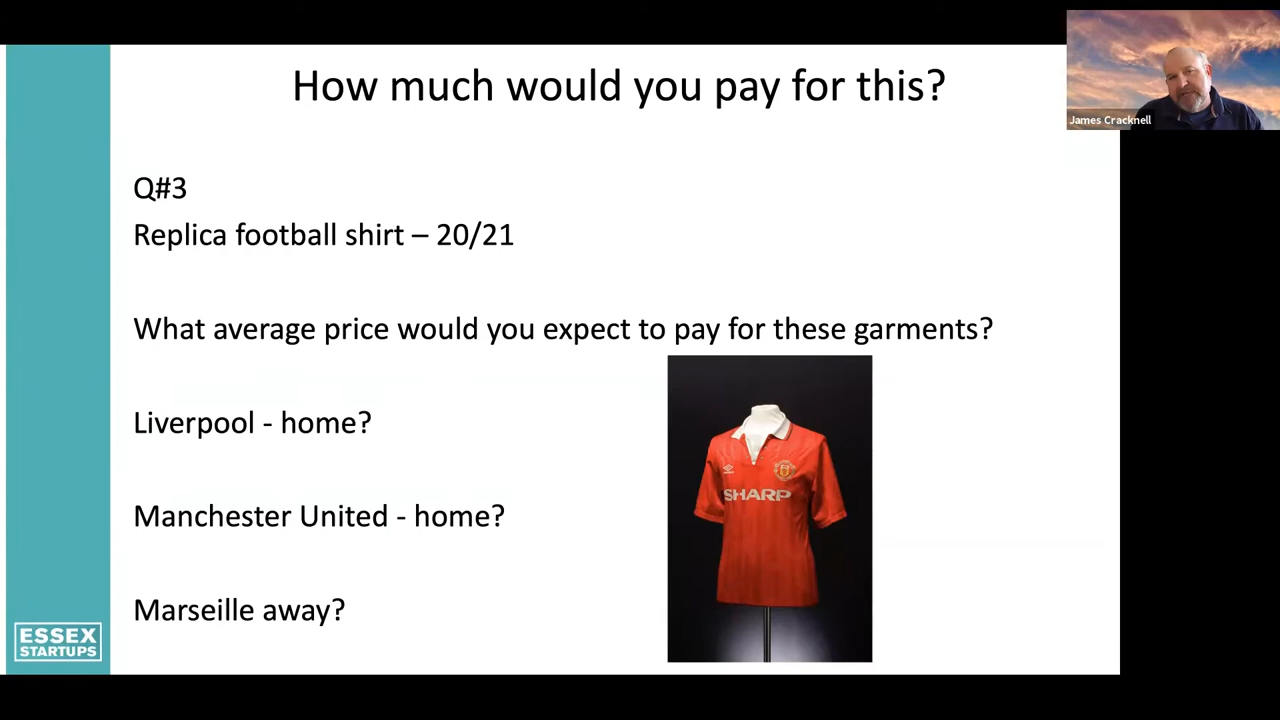 How much would you pay for this?
James Cracknell
Q#3
Replica football shirt – 20/21
What average price would you expect to pay for these garments?
Liverpool - home?
SHARP
Manchester United - home?
Marseille away?
ESSEX
STARTUPS